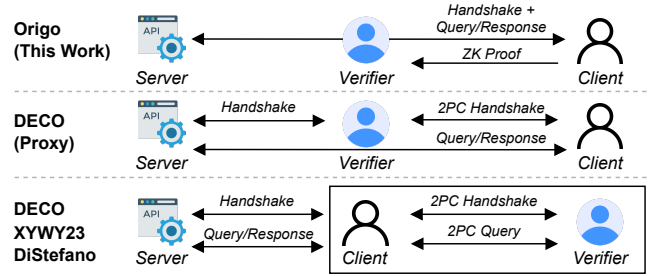 Origo
(This Work)
API
Server
Verifier
Handshake +
Query/Response
ZK Proof
Client
DECO
(Proxy)
API
Server
Handshake
Verifier
2PC Handshake
Query/Response
Client
DECO
XYWY23
DiStefano
API
Server
Handshake
Query/Response
Client
2PC Handshake
2PC Query
Verifier